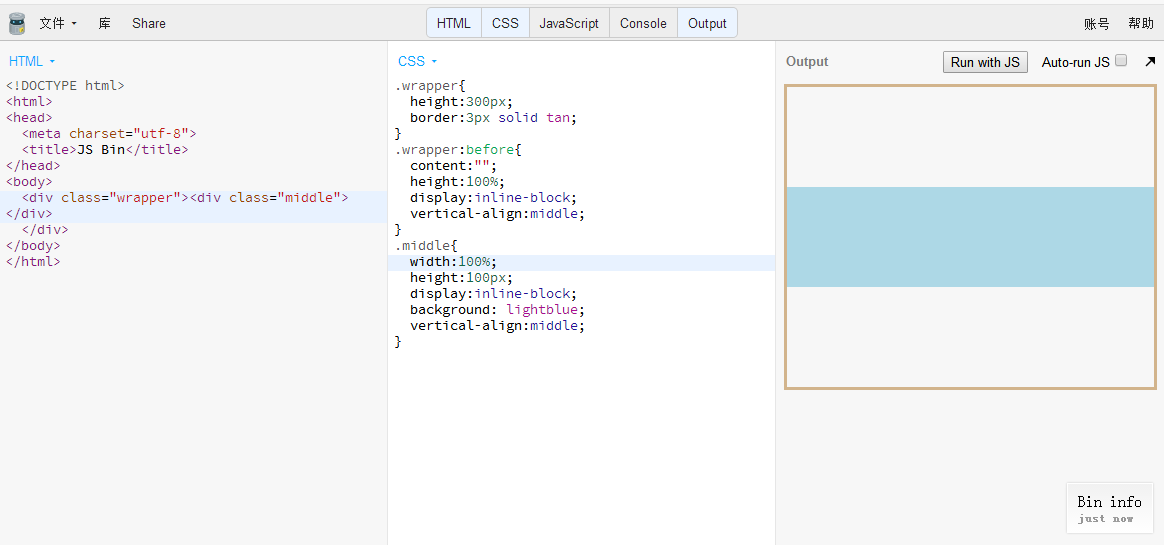 文件 库 Share HTML CSS JavaScript Console Output 账号 帮助
HTML
<!DOCTYPE html>
<html>
<head>
  <meta charset="utf-8">
  <title>JS Bin</title>
</head>
<body>
  <div class="wrapper"><div class="middle">
</div>
  </div>
</body>
</html>
CSS
.wrapper{
  height:300px;
  border:3px solid tan;
}
.wrapper:before{
  content:"";
  height:100%;
  display:inline-block;
  vertical-align:middle;
}
.middle{
  width:100%;
  height:100px;
  display:inline-block;
  background: lightblue;
  vertical-align:middle;
}
Output Run with JS Auto-run JS
Bin info
just now